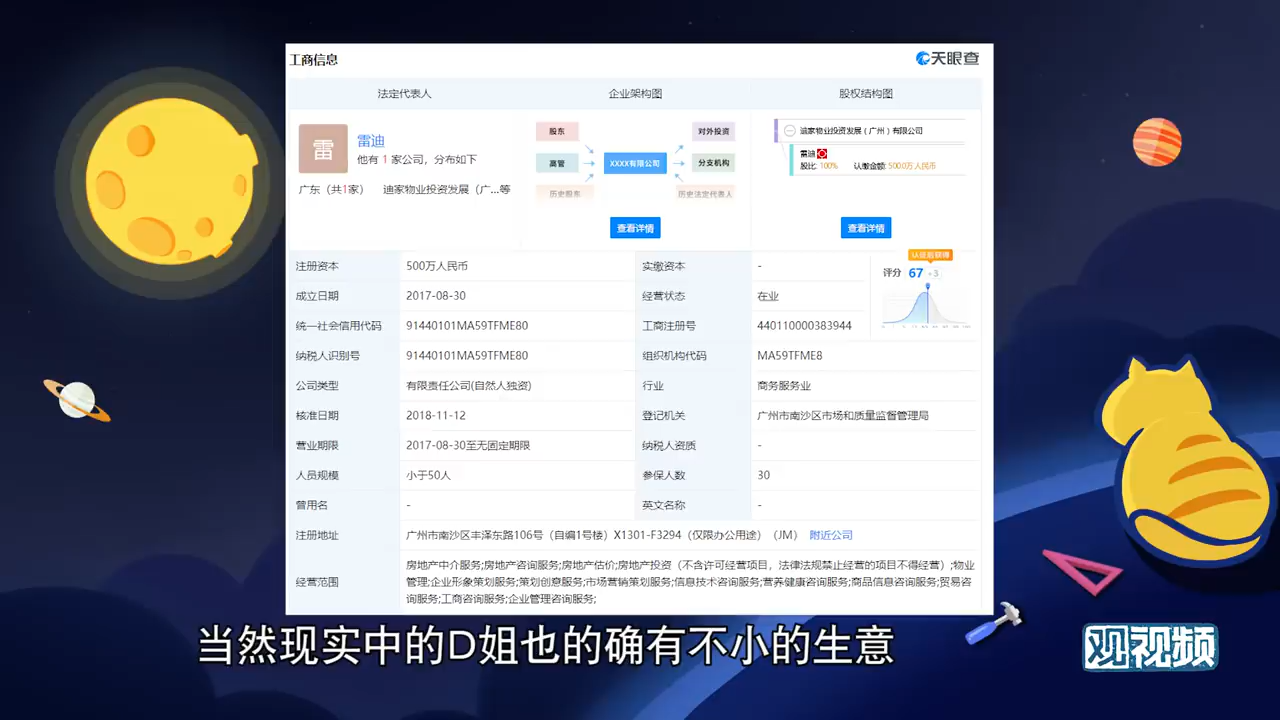 工商信息
天眼查
法定代表人 企业架构图 股权结构图
雷
雷迪
他有 1 家公司，分布如下
广东（共1家） 迪家物业投资发展（广...等
股东
高管
历史股东
XXXX有限公司
对外投资
分支机构
历史法定代表人
查看详情
迪家物业投资发展（广州）有限公司
雷迪
股比: 100% 认缴金额: 5000万人民币
查看详情
注册资本 500万人民币 实缴资本 -
评分 67
成立日期 2017-08-30 经营状态 在业
统一社会信用代码 91440101MA59TFME80 工商注册号 440110000383944
纳税人识别号 91440101MA59TFME80 组织机构代码 MA59TFME8
公司类型 有限责任公司(自然人独资) 行业 商务服务业
核准日期 2018-11-12 登记机关 广州市南沙区市场和质量监督管理局
营业期限 2017-08-30至无固定期限 纳税人资质 -
人员规模 小于50人 参保人数 30
曾用名 - 英文名称 -
注册地址 广州市南沙区丰泽东路106号（自编1号楼）X1301-F3294（仅限办公用途）（JM） 附近公司
经营范围
房地产中介服务;房地产咨询服务;房地产估价;房地产投资（不含许可经营项目，法律法规禁止经营的项目不得经营）;物业
管理;企业形象策划服务;策划创意服务;市场营销策划服务;信息技术咨询服务;营养健康咨询服务;商品信息咨询服务;贸易咨
询服务;工商咨询服务;企业管理咨询服务;
当然现实中的D姐也的确有不小的生意
观视频